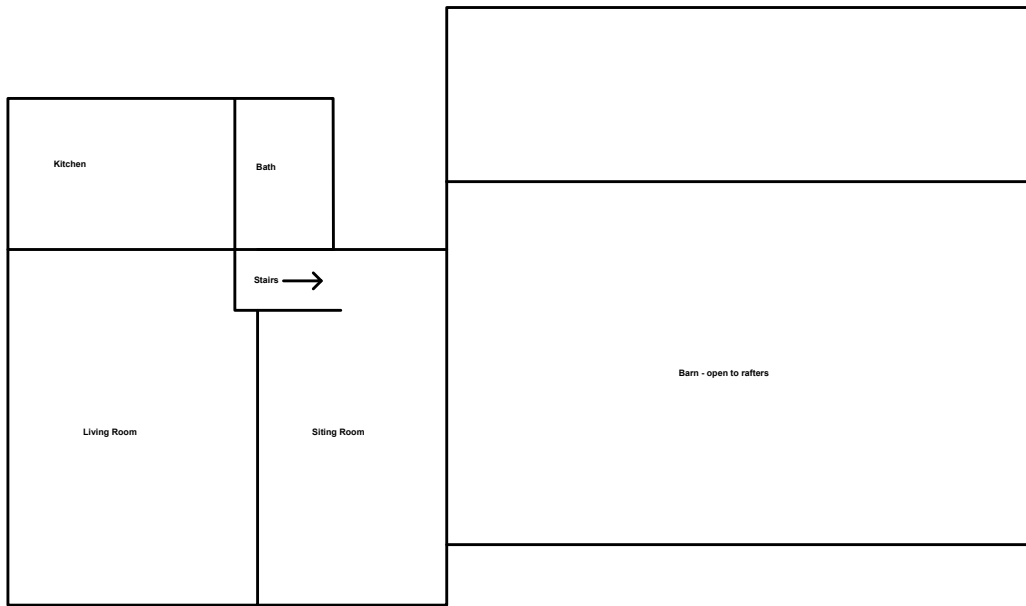 Kitchen
Bath
Stairs
Barn - open to rafters
Living Room
Siting Room